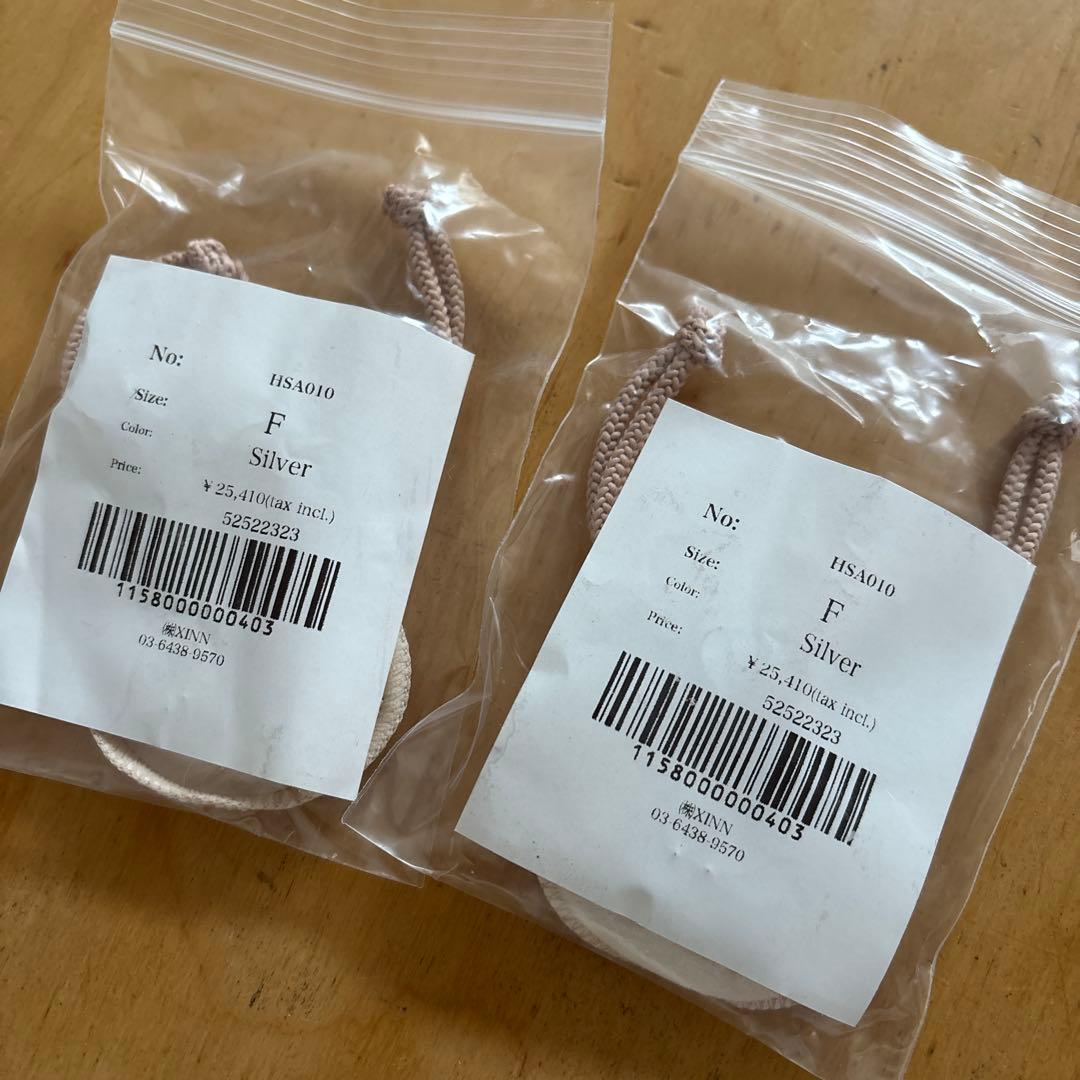 No: HSA010
Size: F
Color: Silver
Price: ¥25,410(tax incl.)
52522323
1158000000403
㈱XINN
03-6438-9570
No: HSA010
Size: F
Color: Silver
Price: ¥25,410(tax incl.)
52522323
1158000000403
㈱XINN
03-6438-9570